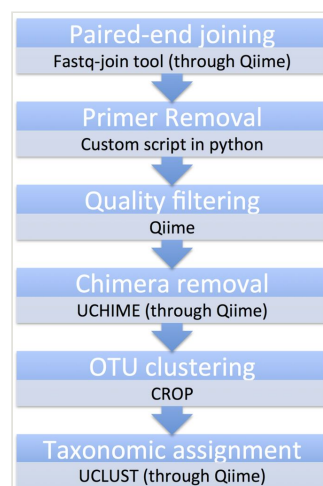 Paired-end joining
Fastq-join tool (through Qiime)
Primer Removal
Custom script in python
Quality filtering
Qiime
Chimera removal
UCHIME (through Qiime)
OTU clustering
CROP
Taxonomic assignment
UCLUST (through Qiime)